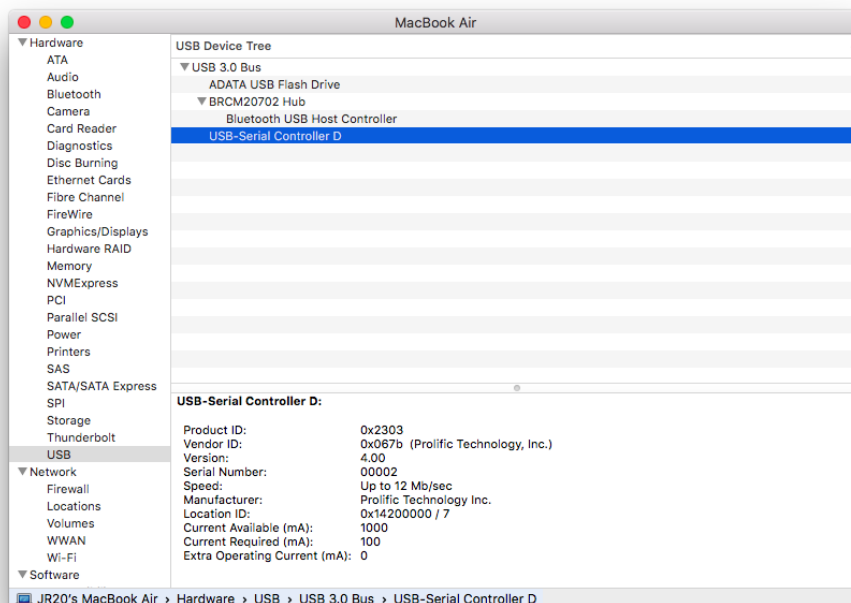 MacBook Air
Hardware
ATA
Audio
Bluetooth
Camera
Card Reader
Diagnostics
Disc Burning
Ethernet Cards
Fibre Channel
FireWire
Graphics/Displays
Hardware RAID
Memory
NVMExpress
PCI
Parallel SCSI
Power
Printers
SAS
SATA/SATA Express
SPI
Storage
Thunderbolt
USB
Network
Firewall
Locations
Volumes
WWAN
Wi-Fi
Software
USB Device Tree
USB 3.0 Bus
ADATA USB Flash Drive
BRCM20702 Hub
Bluetooth USB Host Controller
USB-Serial Controller D
USB-Serial Controller D:
Product ID: 0x2303
Vendor ID: 0x067b (Prolific Technology, Inc.)
Version: 4.00
Serial Number: 00002
Speed: Up to 12 Mb/sec
Manufacturer: Prolific Technology Inc.
Location ID: 0x14200000 / 7
Current Available (mA): 1000
Current Required (mA): 100
Extra Operating Current (mA): 0
JR20's MacBook Air › Hardware › USB › USB 3.0 Bus › USB-Serial Controller D